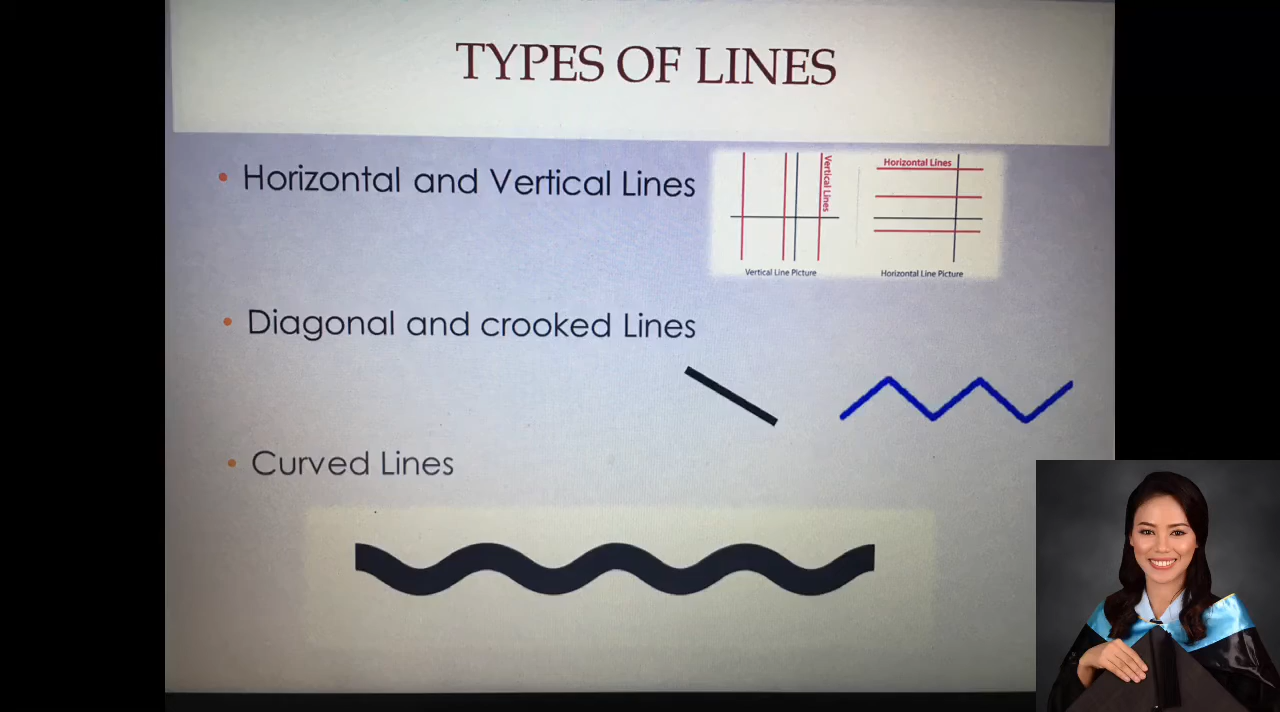 TYPES OF LINES
• Horizontal and Vertical Lines
Vertical Lines
Horizontal Lines
Vertical Line Picture
Horizontal Line Picture
• Diagonal and crooked Lines
• Curved Lines